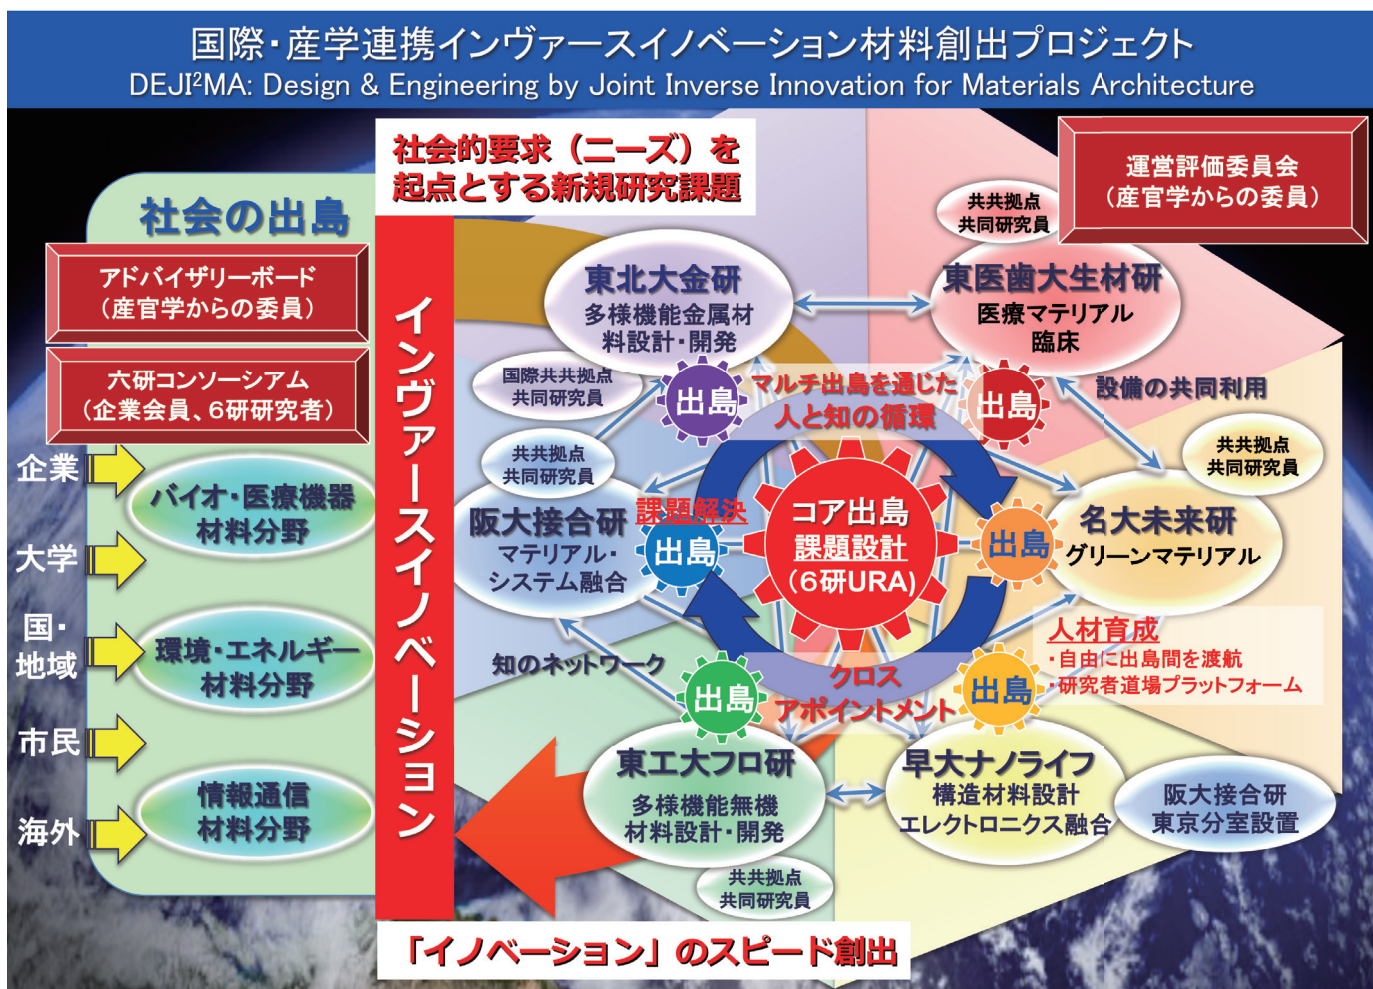 国際・産学連携インヴァースイノベーション材料創出プロジェクト
DEJI²MA: Design & Engineering by Joint Inverse Innovation for Materials Architecture
社会的要求（ニーズ）を
起点とする新規研究課題
運営評価委員会
（産官学からの委員）
社会の出島
アドバイザリーボード
（産官学からの委員）
六研コンソーシアム
（企業会員、6研研究者）
企業
大学
国・
地域
市民
海外
バイオ・医療機器
材料分野
環境・エネルギー
材料分野
情報通信
材料分野
インヴァースイノベーション
東北大金研
多様機能金属材
料設計・開発
国際共共拠点
共同研究員
出島
共共拠点
共同研究員
東医歯大生材研
医療マテリアル
臨床
出島
マルチ出島を通じた
人と知の循環
設備の共同利用
共共拠点
共同研究員
共共拠点
共同研究員
阪大接合研
マテリアル・
システム融合
課題解決
出島
コア出島
課題設計
（6研URA）
出島
名大未来研
グリーンマテリアル
人材育成
・自由に出島間を渡航
・研究者道場プラットフォーム
知のネットワーク
出島
クロス
アポイントメント
出島
東工大フロ研
多様機能無機
材料設計・開発
共共拠点
共同研究員
早大ナノライフ
構造材料設計
エレクトロニクス融合
阪大接合研
東京分室設置
「イノベーション」のスピード創出